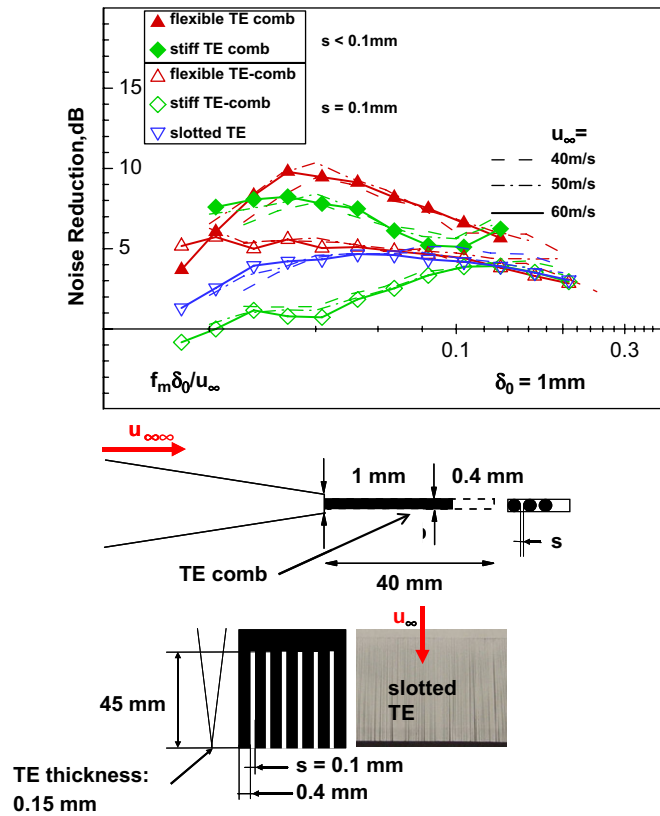 flexible TE comb
stiff TE comb
s < 0.1mm
flexible TE-comb
stiff TE-comb
slotted TE
s = 0.1mm
15
10
5
Noise Reduction,dB
u∞=
40m/s
50m/s
60m/s
0.1
0.3
fmδ0/u∞
δ0 = 1mm
u∞∞
1 mm
0.4 mm
s
TE comb
40 mm
u∞
45 mm
slotted
TE
TE thickness:
0.15 mm
s = 0.1 mm
0.4 mm